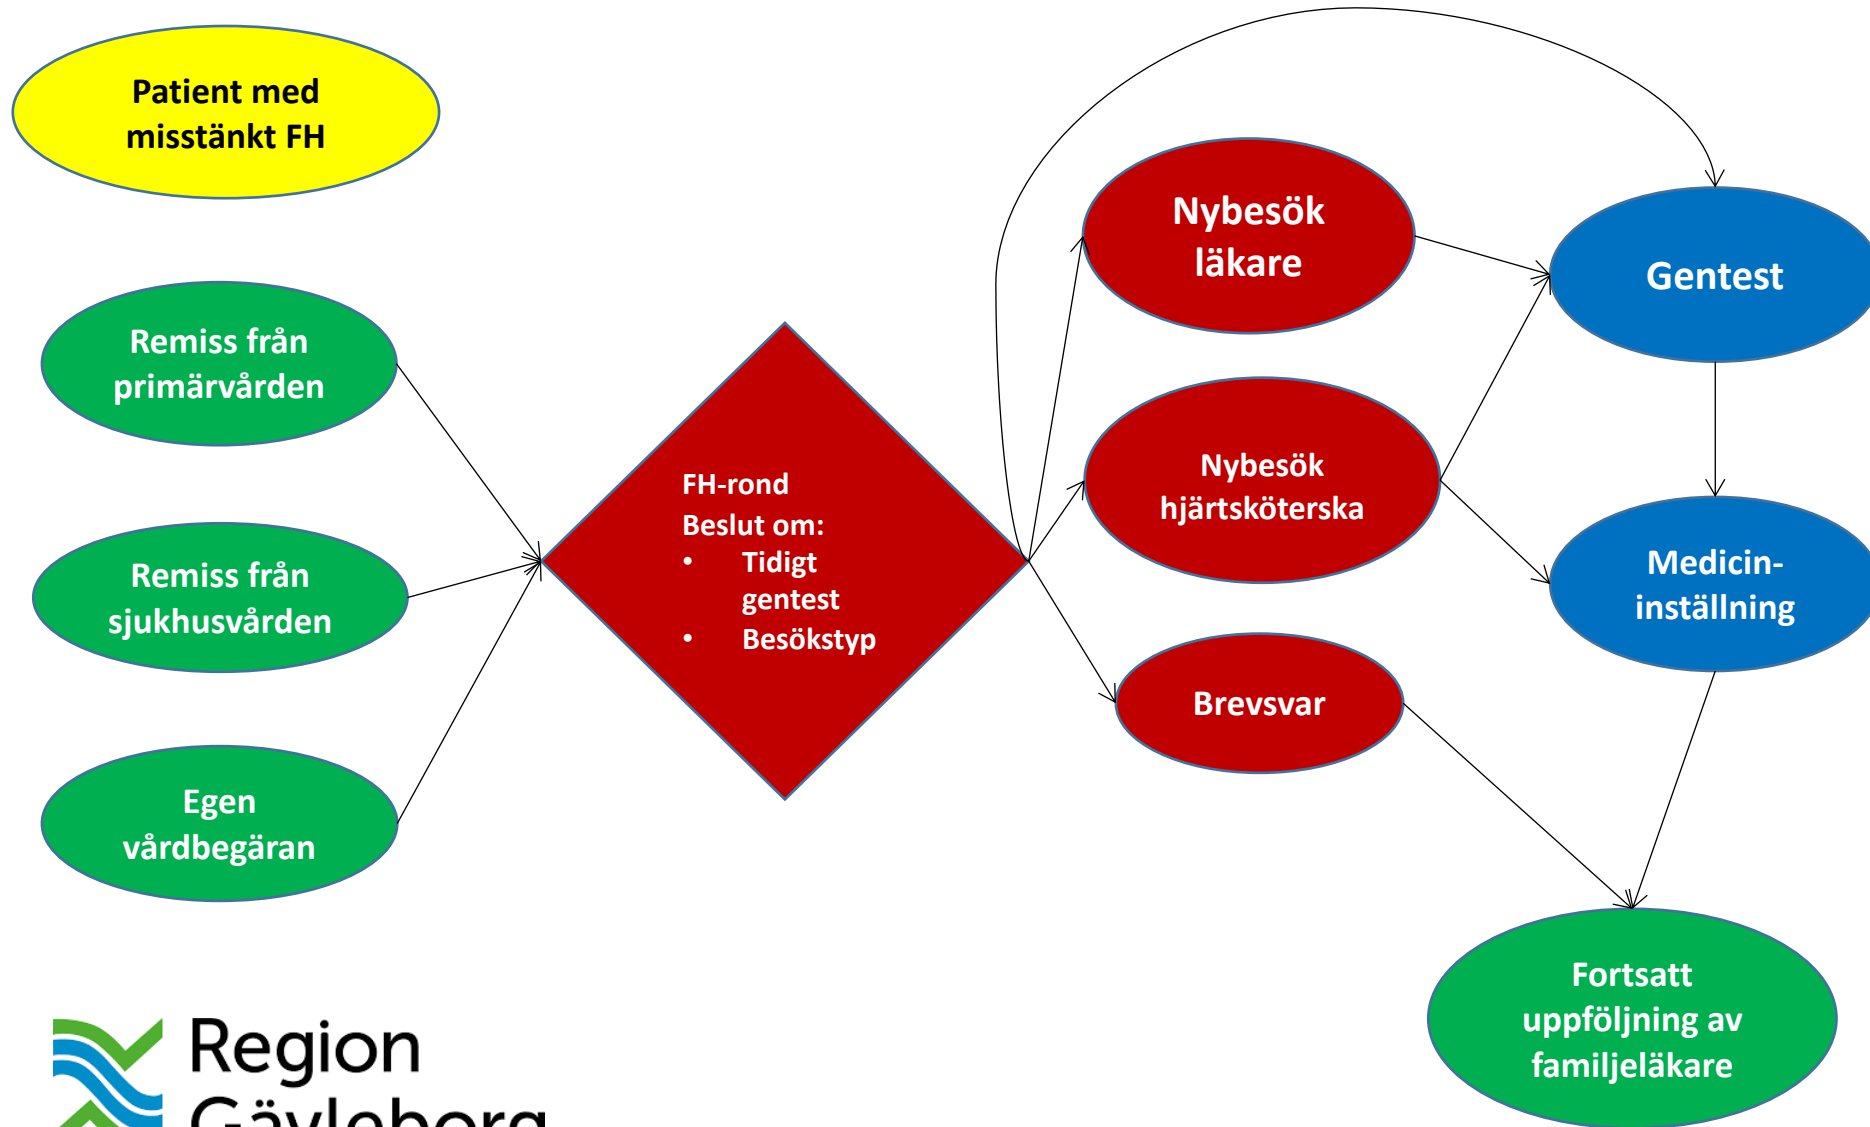 Patient med
misstänkt FH
Remiss från
primärvården
Remiss från
sjukhusvården
Egen
vårdbegäran
FH-rond
Beslut om:
• Tidigt
gentest
• Besökstyp
Nybesök
läkare
Nybesök
hjärtsköterska
Brevsvar
Gentest
Medicin-
inställning
Fortsatt
uppföljning av
familjeläkare
Region
Gävleborg